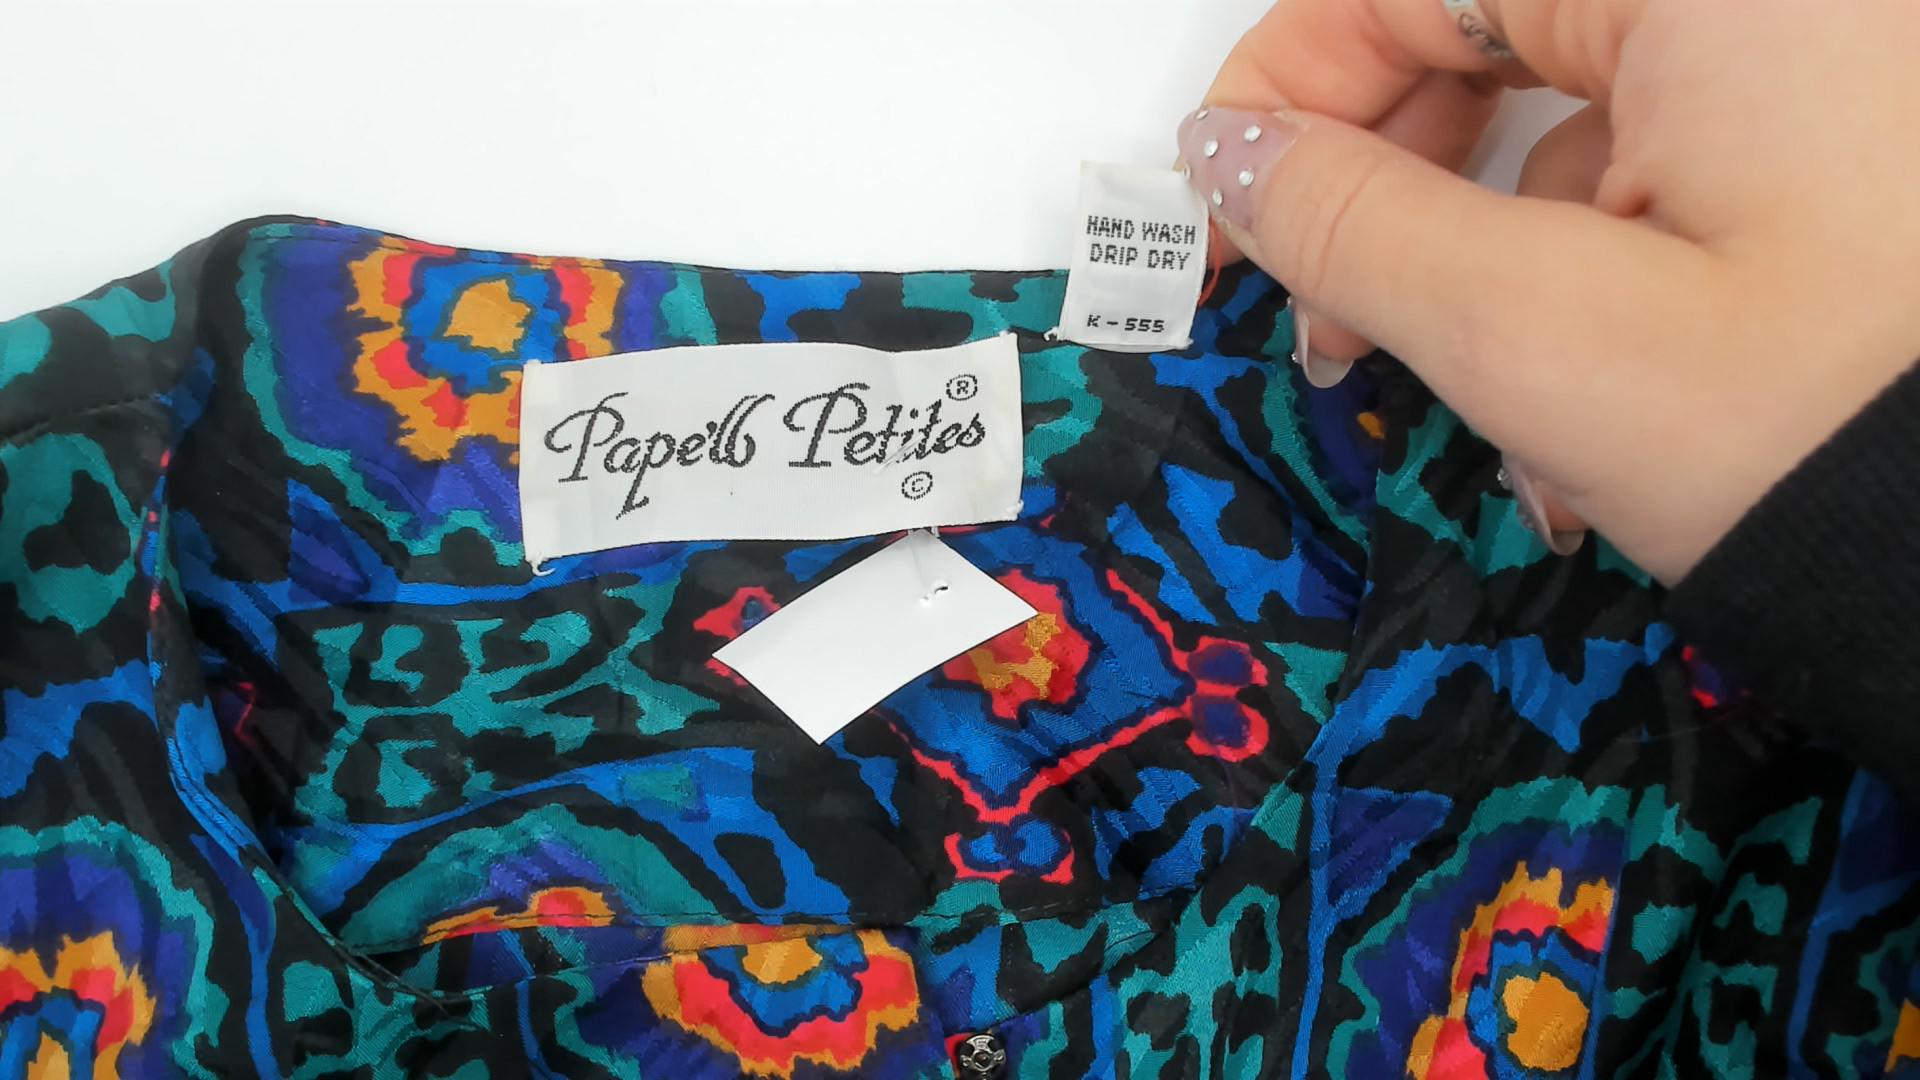 Papell Petites ®
©
HAND WASH
DRIP DRY
K-555